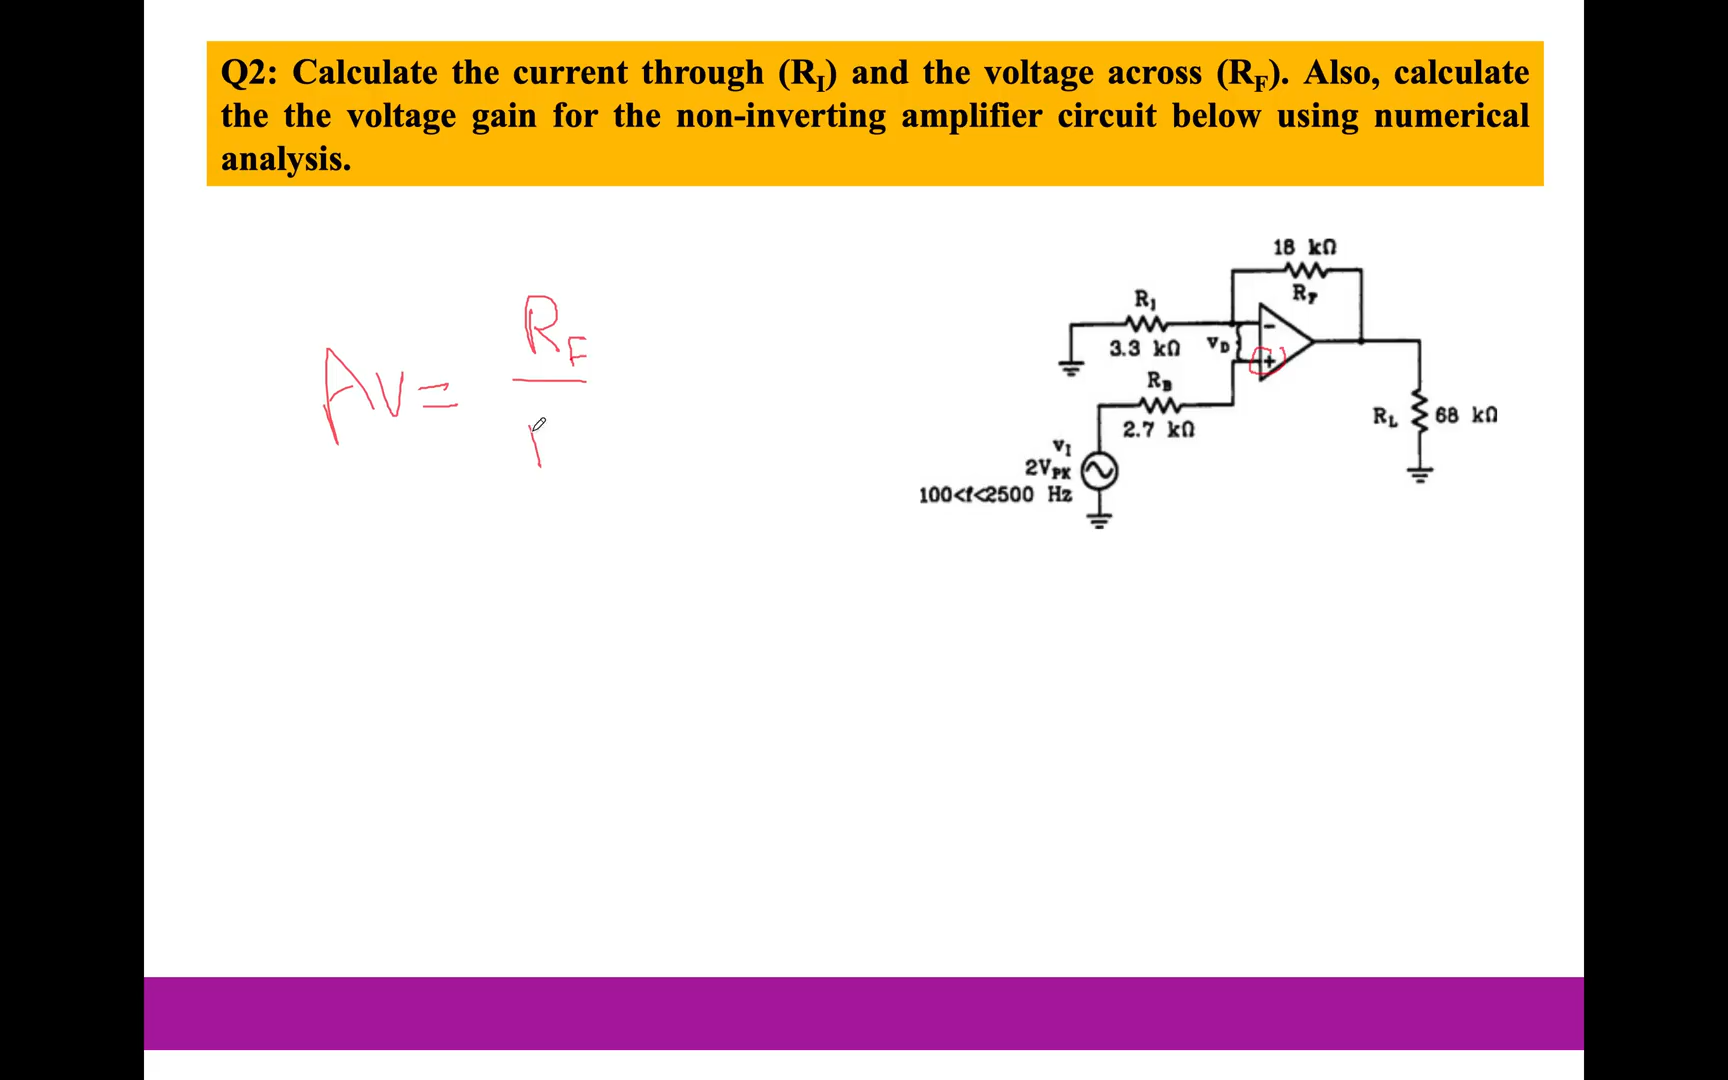 Q2: Calculate the current through (RI) and the voltage across (RF). Also, calculate
the the voltage gain for the non-inverting amplifier circuit below using numerical
analysis.
18 kΩ
RF
R1
3.3 kΩ
VD
-
+
RB
2.7 kΩ
RL
68 kΩ
V1
2VPK
100<f<2500 Hz
AV=
RF